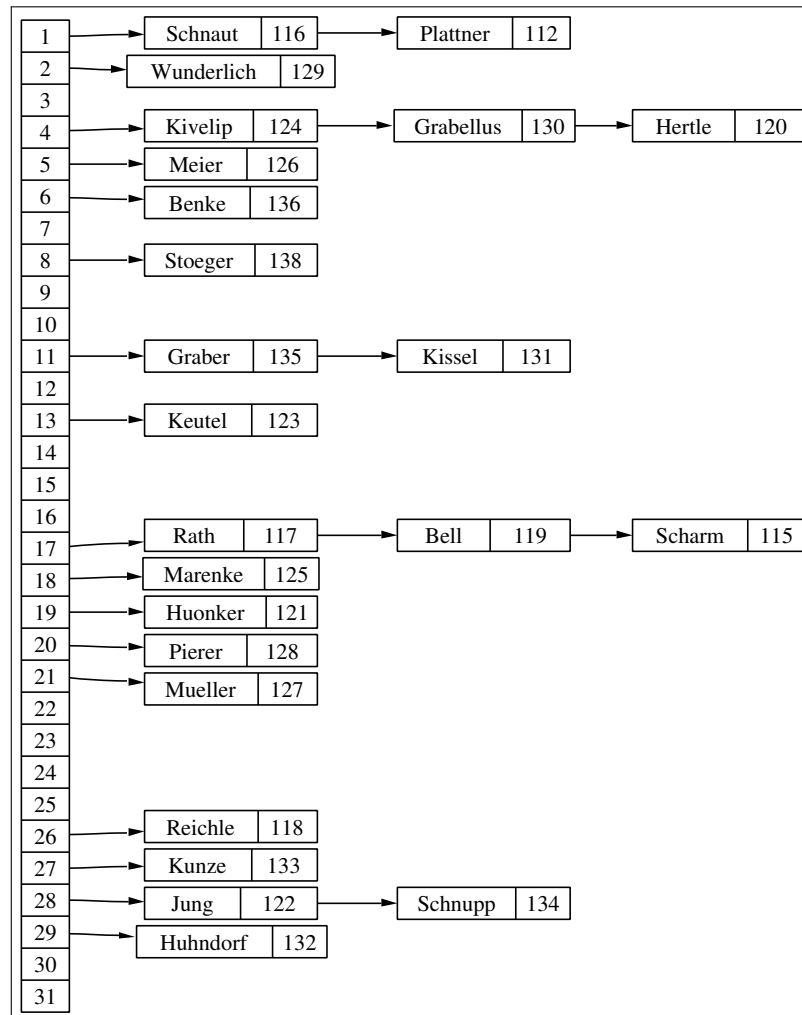 1 Schnaut 116 Plattner 112
2 Wunderlich 129
3
4 Kivelip 124 Grabellus 130 Hertle 120
5 Meier 126
6 Benke 136
7
8 Stoeger 138
9
10
11 Graber 135 Kissel 131
12
13 Keutel 123
14
15
16
17 Rath 117 Bell 119 Scharm 115
18 Marenke 125
19 Huonker 121
20 Pierer 128
21 Mueller 127
22
23
24
25
26 Reichle 118
27 Kunze 133
28 Jung 122 Schnupp 134
29 Huhndorf 132
30
31